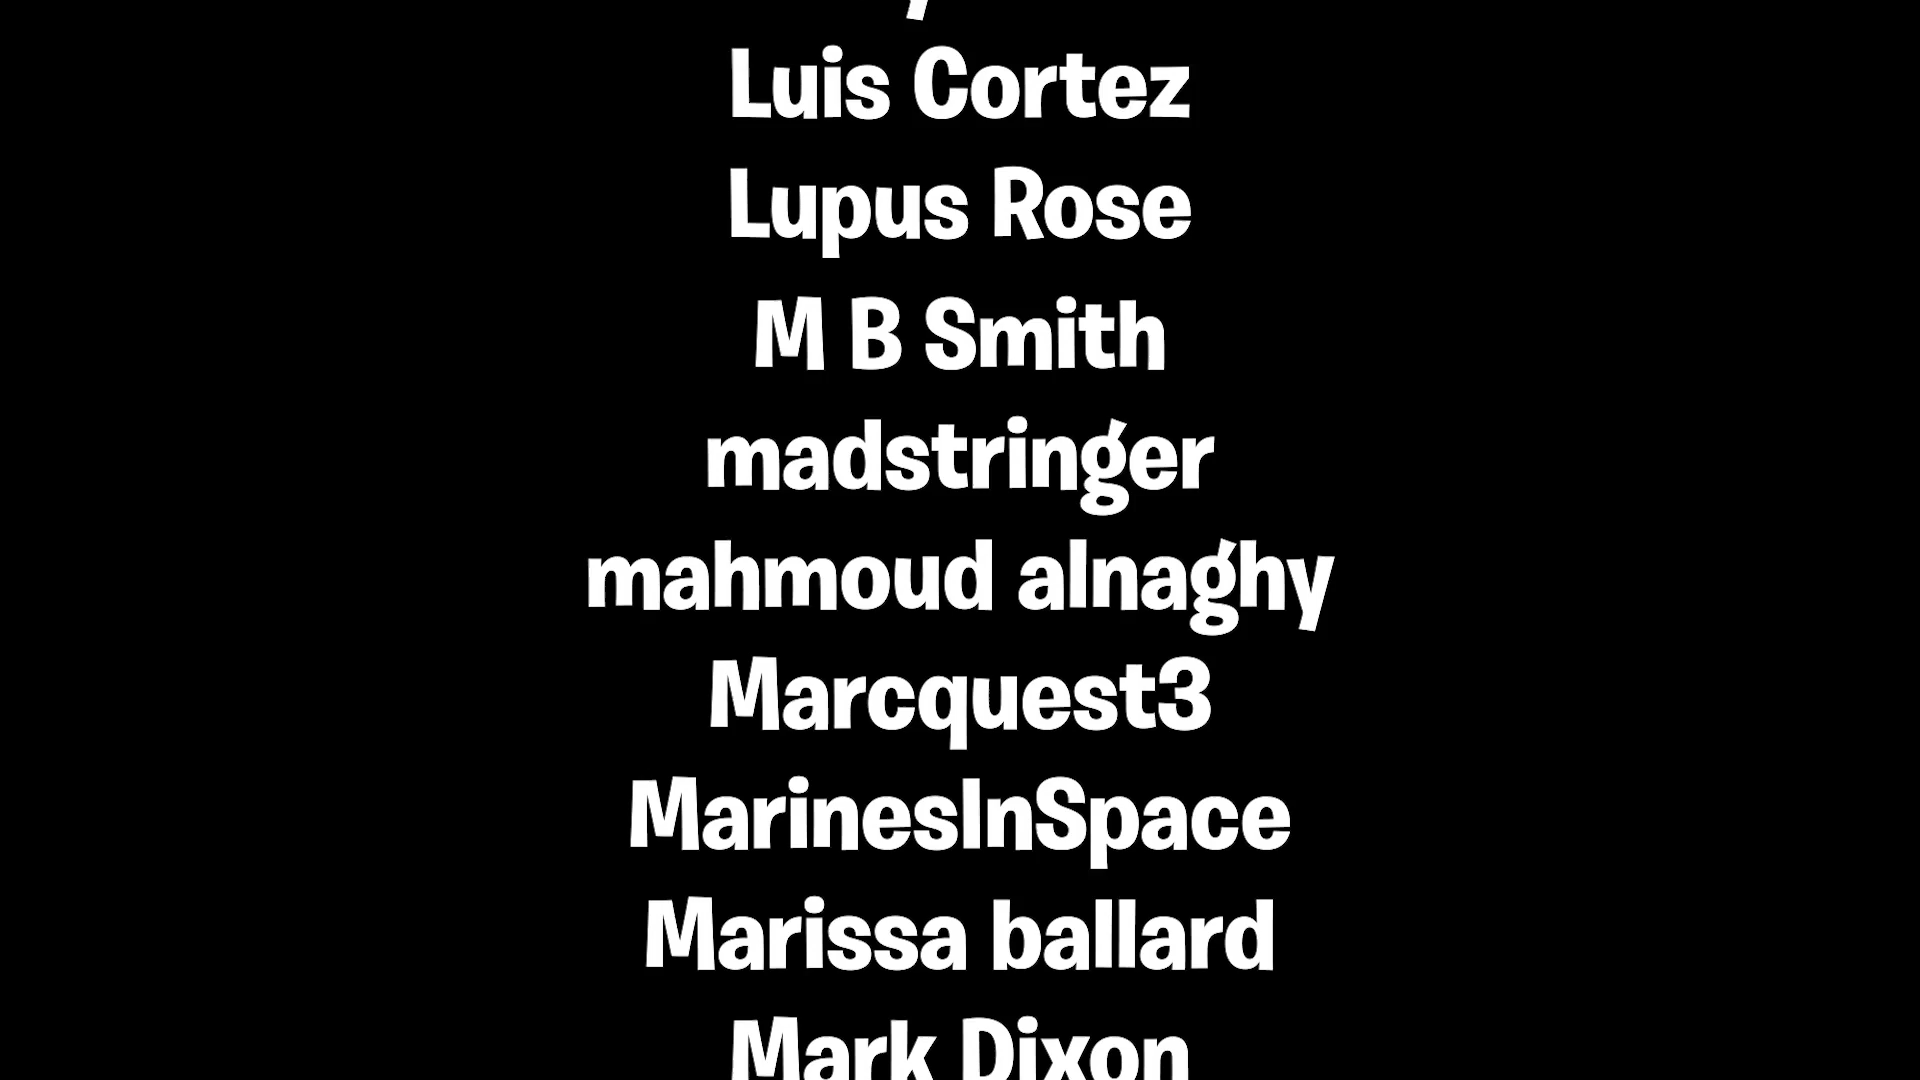 Luis Cortez
Lupus Rose
M B Smith
madstringer
mahmoud alnaghy
Marcquest3
MarinesInSpace
Marissa ballard
Mark Dixon